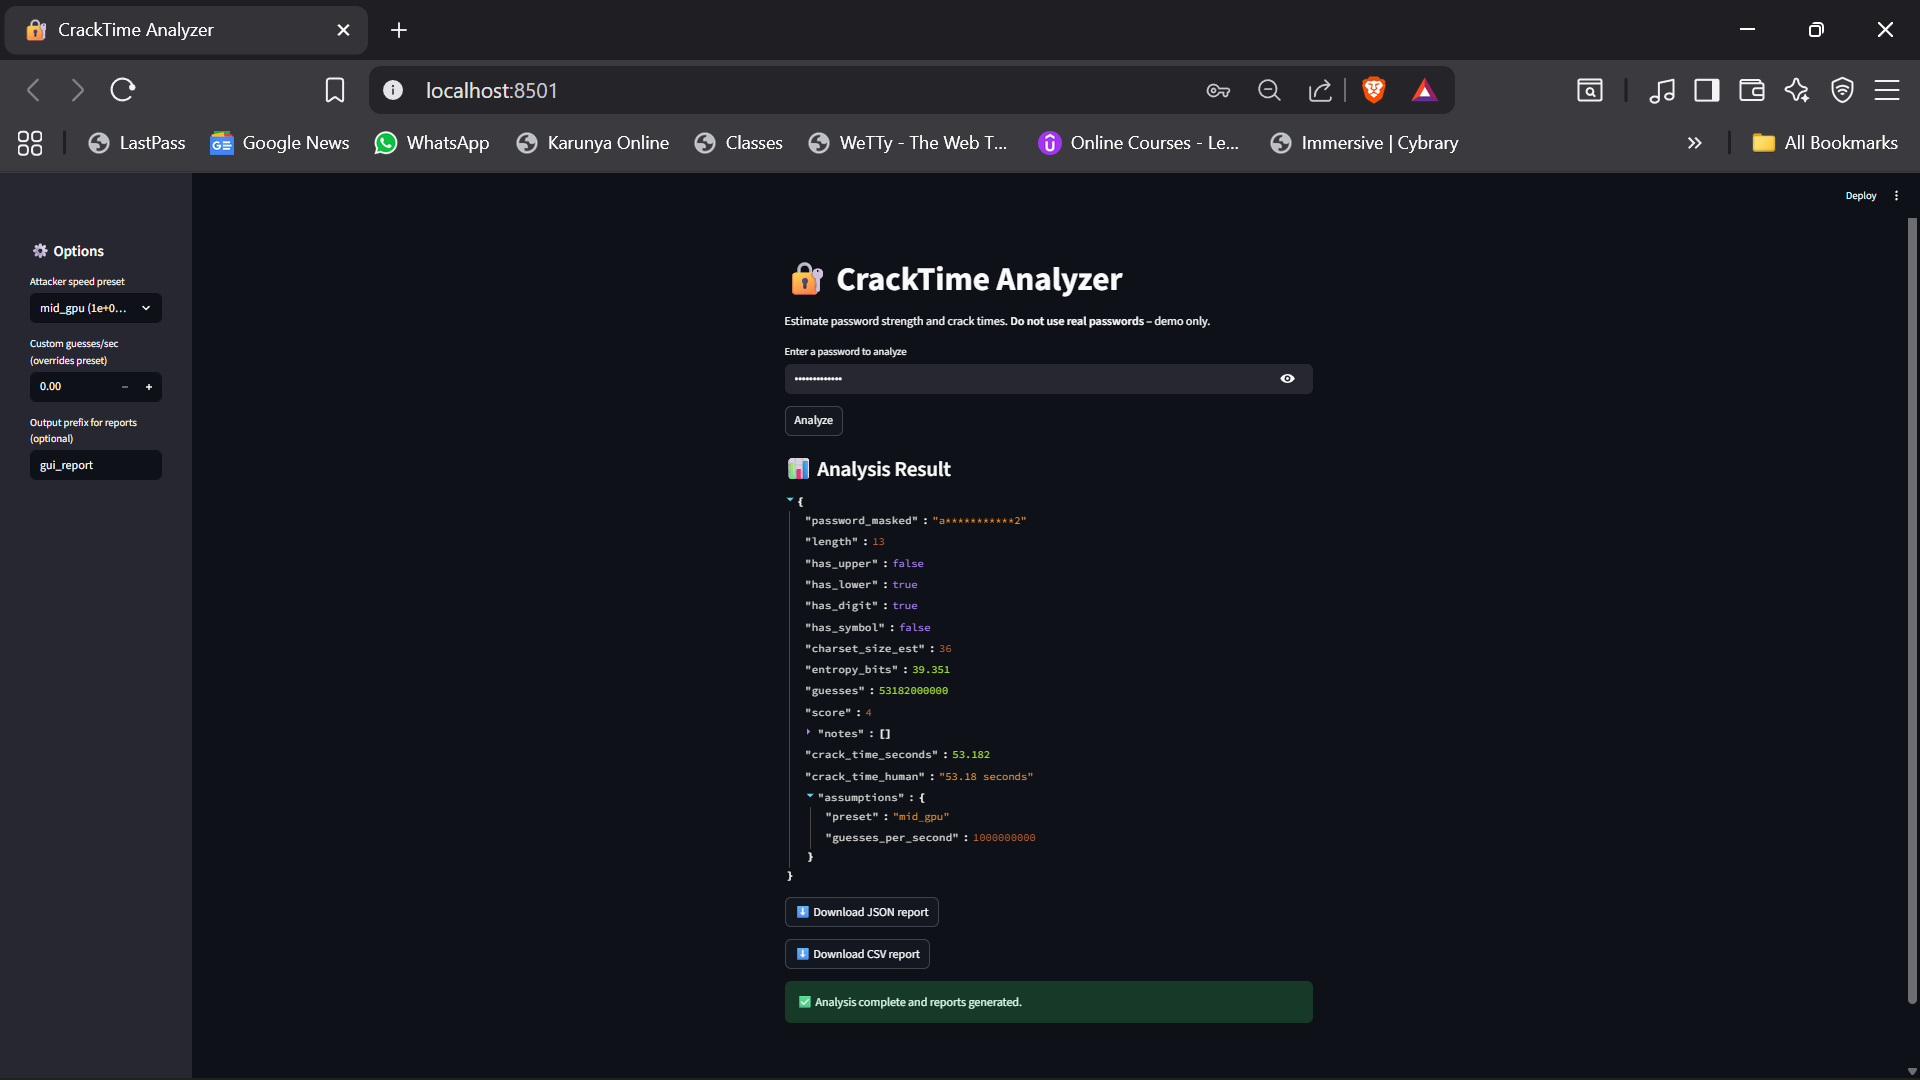 CrackTime Analyzer
localhost:8501
LastPass
Google News
WhatsApp
Karunya Online
Classes
WeTTy - The Web T...
Online Courses - Le...
Immersive | Cybrary
All Bookmarks
Deploy
Options
Attacker speed preset
mid_gpu (1e+0...
Custom guesses/sec
(overrides preset)
0.00
Output prefix for reports
(optional)
gui_report
CrackTime Analyzer
Estimate password strength and crack times. Do not use real passwords – demo only.
Enter a password to analyze
•••••••••••••
Analyze
Analysis Result
{
"password_masked" : "a***********2"
"length" : 13
"has_upper" : false
"has_lower" : true
"has_digit" : true
"has_symbol" : false
"charset_size_est" : 36
"entropy_bits" : 39.351
"guesses" : 53182000000
"score" : 4
"notes" : []
"crack_time_seconds" : 53.182
"crack_time_human" : "53.18 seconds"
"assumptions" : {
"preset" : "mid_gpu"
"guesses_per_second" : 1000000000
}
}
Download JSON report
Download CSV report
Analysis complete and reports generated.